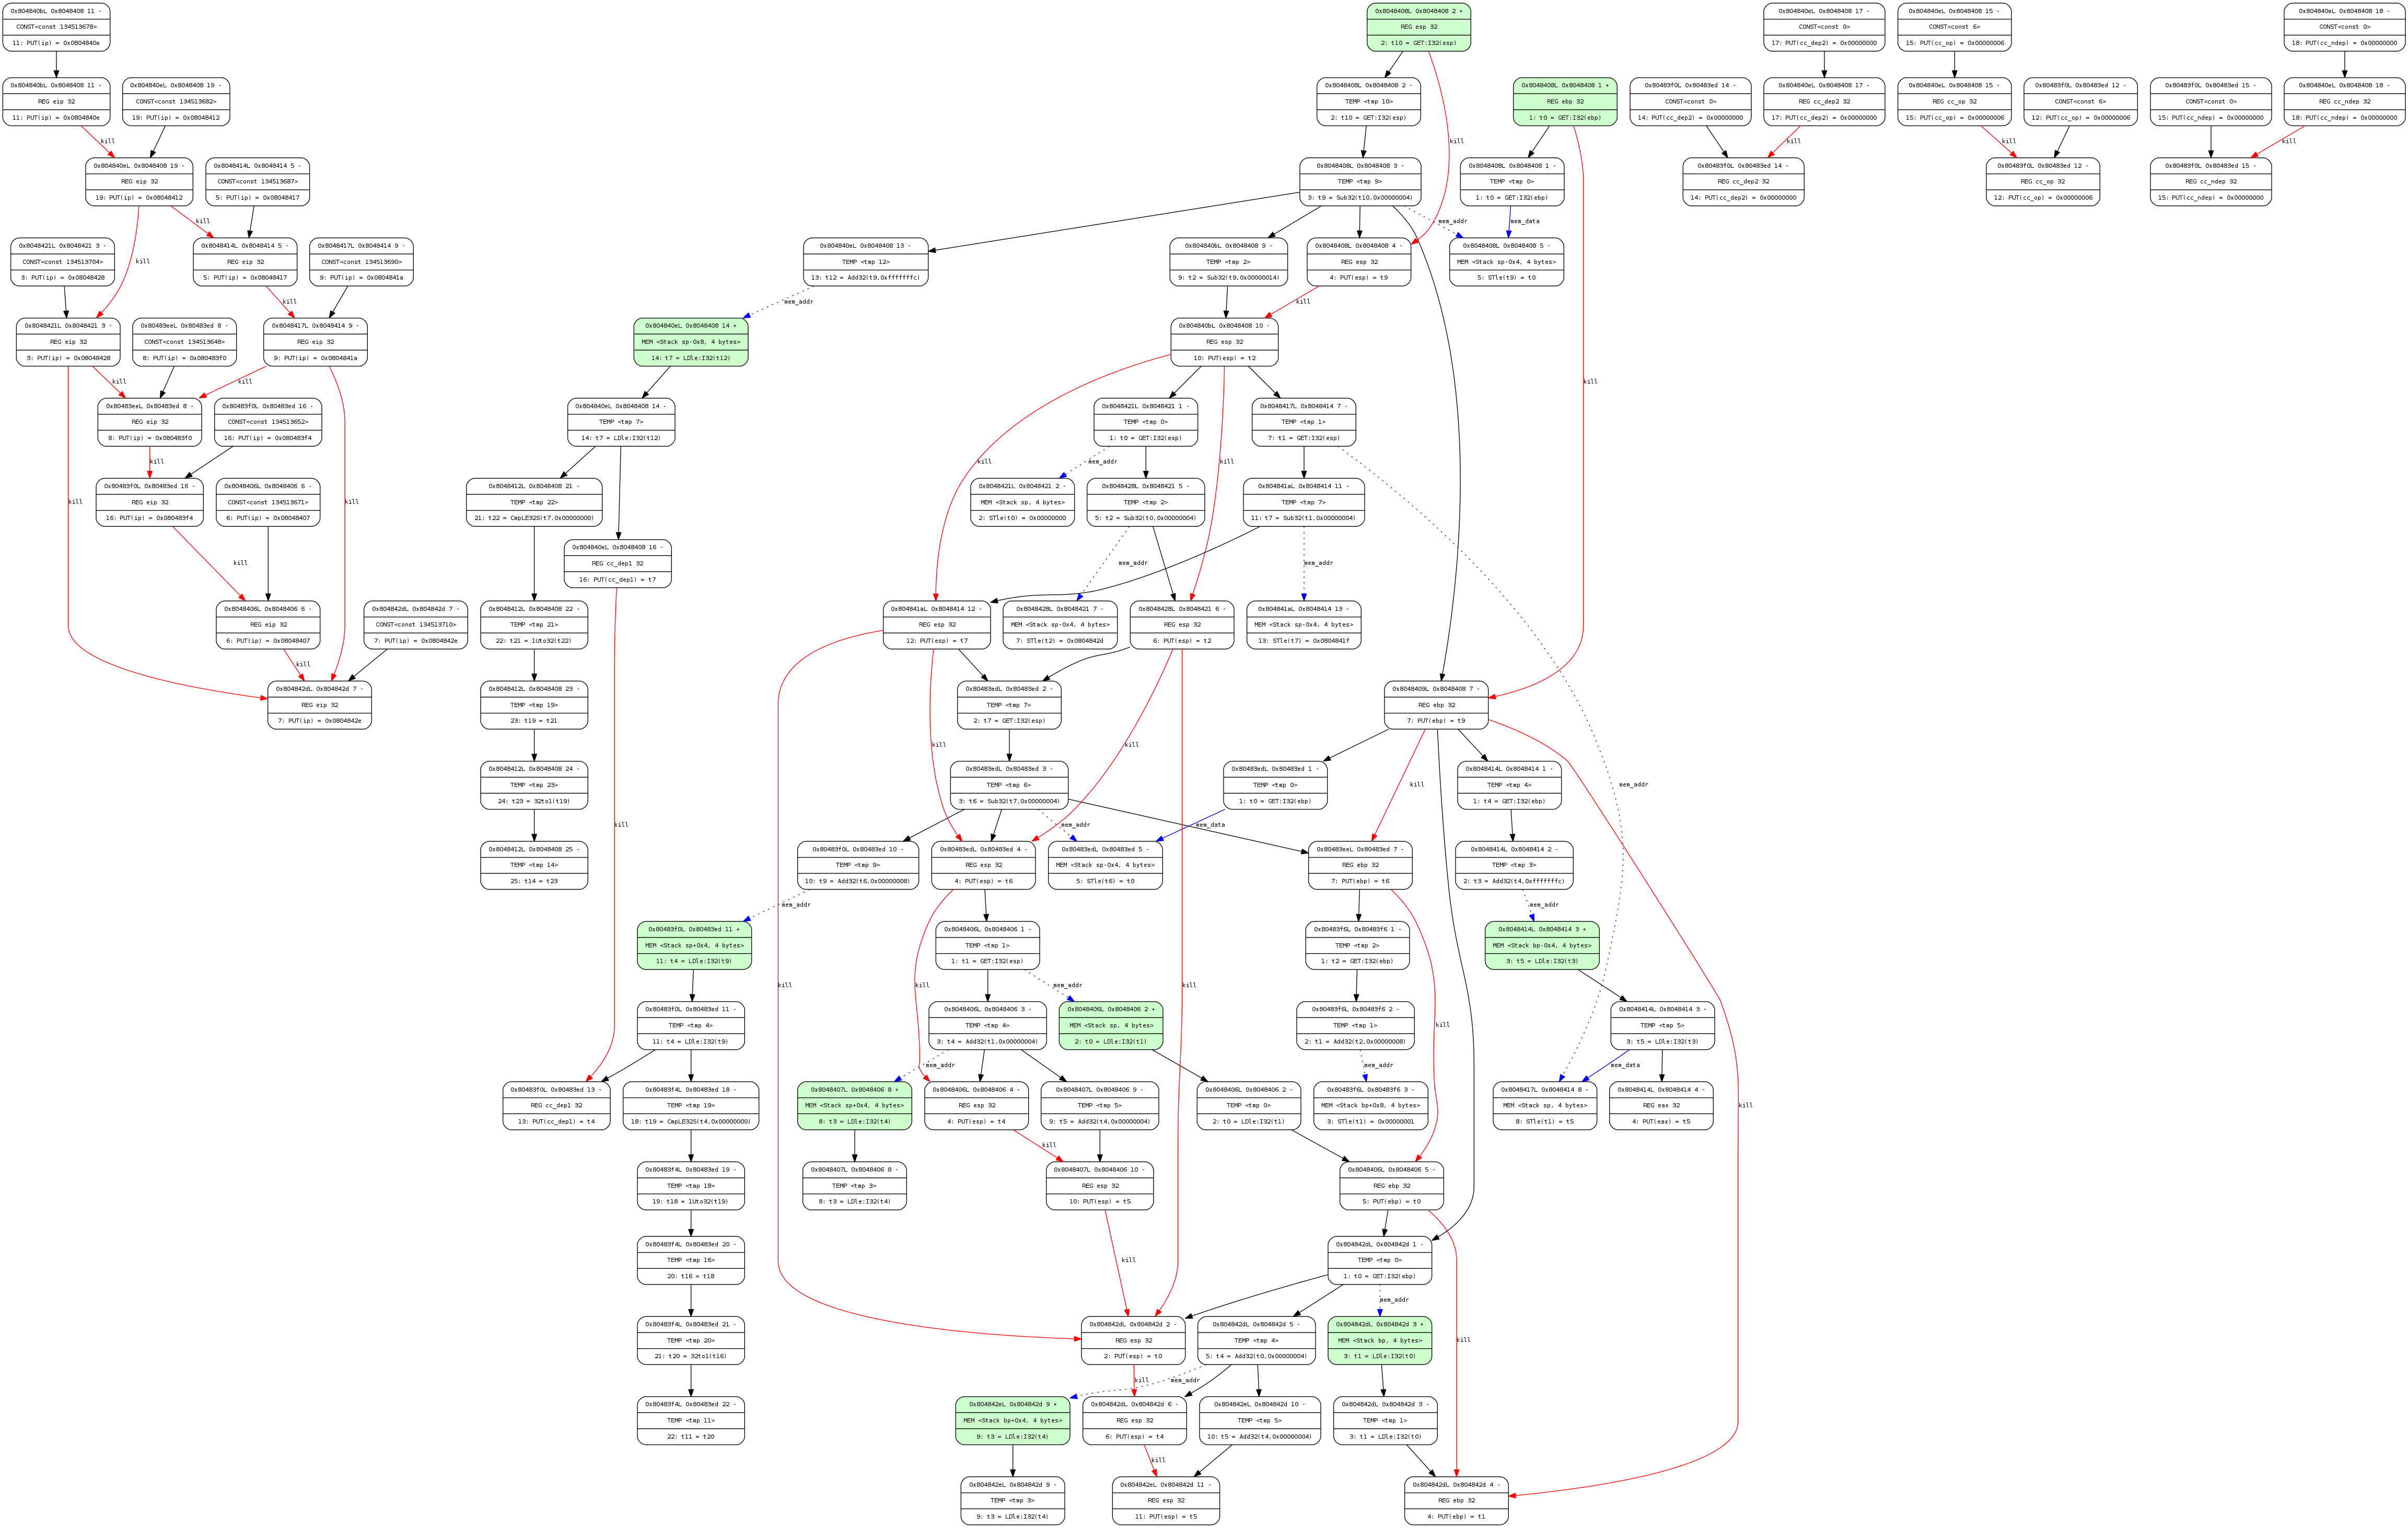 0x804840bL 0x8048408 11 -
CONST<const 134513678>
11: PUT(ip) = 0x0804840e
0x8048408L 0x8048408 2 +
REG esp 32
2: t10 = GET:I32(esp)
0x804840eL 0x8048408 17 -
CONST<const 0>
17: PUT(cc_dep2) = 0x00000000
0x804840eL 0x8048408 15 -
CONST<const 6>
15: PUT(cc_op) = 0x00000006
0x804840eL 0x8048408 18 -
CONST<const 0>
18: PUT(cc_ndep) = 0x00000000
0x804840bL 0x8048408 11 -
REG eip 32
11: PUT(ip) = 0x0804840e
0x804840eL 0x8048408 19 -
CONST<const 134513682>
19: PUT(ip) = 0x08048412
0x8048408L 0x8048408 2 -
TEMP <tmp 10>
2: t10 = GET:I32(esp)
0x8048408L 0x8048408 1 +
REG ebp 32
1: t0 = GET:I32(ebp)
0x80483f0L 0x80483ed 14 -
CONST<const 0>
14: PUT(cc_dep2) = 0x00000000
0x804840eL 0x8048408 17 -
REG cc_dep2 32
17: PUT(cc_dep2) = 0x00000000
0x804840eL 0x8048408 15 -
REG cc_op 32
15: PUT(cc_op) = 0x00000006
0x80483f0L 0x80483ed 12 -
CONST<const 6>
12: PUT(cc_op) = 0x00000006
0x80483f0L 0x80483ed 15 -
CONST<const 0>
15: PUT(cc_ndep) = 0x00000000
0x804840eL 0x8048408 18 -
REG cc_ndep 32
18: PUT(cc_ndep) = 0x00000000
kill
kill
kill
kill
kill
0x804840eL 0x8048408 19 -
REG eip 32
19: PUT(ip) = 0x08048412
0x8048414L 0x8048414 5 -
CONST<const 134513687>
5: PUT(ip) = 0x08048417
0x8048408L 0x8048408 3 -
TEMP <tmp 9>
3: t9 = Sub32(t10,0x00000004)
0x8048408L 0x8048408 1 -
TEMP <tmp 0>
1: t0 = GET:I32(ebp)
0x80483f0L 0x80483ed 14 -
REG cc_dep2 32
14: PUT(cc_dep2) = 0x00000000
0x80483f0L 0x80483ed 12 -
REG cc_op 32
12: PUT(cc_op) = 0x00000006
0x80483f0L 0x80483ed 15 -
REG cc_ndep 32
15: PUT(cc_ndep) = 0x00000000
kill
mem_addr
mem_data
0x8048421L 0x8048421 3 -
CONST<const 134513704>
3: PUT(ip) = 0x08048428
kill
0x8048414L 0x8048414 5 -
REG eip 32
5: PUT(ip) = 0x08048417
0x8048417L 0x8048414 9 -
CONST<const 134513690>
9: PUT(ip) = 0x0804841a
0x804840eL 0x8048408 13 -
TEMP <tmp 12>
13: t12 = Add32(t9,0xfffffffc)
0x804840bL 0x8048408 9 -
TEMP <tmp 2>
9: t2 = Sub32(t9,0x00000014)
0x8048408L 0x8048408 4 -
REG esp 32
4: PUT(esp) = t9
0x8048408L 0x8048408 5 -
MEM <Stack sp-0x4, 4 bytes>
5: STle(t9) = t0
kill
mem_addr
kill
0x8048421L 0x8048421 3 -
REG eip 32
3: PUT(ip) = 0x08048428
0x80483eeL 0x80483ed 8 -
CONST<const 134513648>
8: PUT(ip) = 0x080483f0
0x8048417L 0x8048414 9 -
REG eip 32
9: PUT(ip) = 0x0804841a
0x804840eL 0x8048408 14 +
MEM <Stack sp-0x8, 4 bytes>
14: t7 = LDle:I32(t12)
0x804840bL 0x8048408 10 -
REG esp 32
10: PUT(esp) = t2
kill
kill
kill
0x80483eeL 0x80483ed 8 -
REG eip 32
8: PUT(ip) = 0x080483f0
0x80483f0L 0x80483ed 16 -
CONST<const 134513652>
16: PUT(ip) = 0x080483f4
0x804840eL 0x8048408 14 -
TEMP <tmp 7>
14: t7 = LDle:I32(t12)
0x8048421L 0x8048421 1 -
TEMP <tmp 0>
1: t0 = GET:I32(esp)
0x8048417L 0x8048414 7 -
TEMP <tmp 1>
7: t1 = GET:I32(esp)
kill
kill
mem_addr
kill
0x80483f0L 0x80483ed 16 -
REG eip 32
16: PUT(ip) = 0x080483f4
0x8048406L 0x8048406 6 -
CONST<const 134513671>
6: PUT(ip) = 0x08048407
0x8048412L 0x8048408 21 -
TEMP <tmp 22>
21: t22 = CmpLE32S(t7,0x00000000)
0x8048421L 0x8048421 2 -
MEM <Stack sp, 4 bytes>
2: STle(t0) = 0x00000000
0x8048428L 0x8048421 5 -
TEMP <tmp 2>
5: t2 = Sub32(t0,0x00000004)
0x804841aL 0x8048414 11 -
TEMP <tmp 7>
11: t7 = Sub32(t1,0x00000004)
kill
kill
0x804840eL 0x8048408 16 -
REG cc_dep1 32
16: PUT(cc_dep1) = t7
kill
mem_addr
mem_addr
0x8048406L 0x8048406 6 -
REG eip 32
6: PUT(ip) = 0x08048407
0x804842dL 0x804842d 7 -
CONST<const 134513710>
7: PUT(ip) = 0x0804842e
0x8048412L 0x8048408 22 -
TEMP <tmp 21>
22: t21 = 1Uto32(t22)
0x804841aL 0x8048414 12 -
REG esp 32
12: PUT(esp) = t7
0x8048428L 0x8048421 7 -
MEM <Stack sp-0x4, 4 bytes>
7: STle(t2) = 0x0804842d
0x8048428L 0x8048421 6 -
REG esp 32
6: PUT(esp) = t2
0x804841aL 0x8048414 13 -
MEM <Stack sp-0x4, 4 bytes>
13: STle(t7) = 0x0804841f
kill
0x804842dL 0x804842d 7 -
REG eip 32
7: PUT(ip) = 0x0804842e
0x8048412L 0x8048408 23 -
TEMP <tmp 19>
23: t19 = t21
0x80483edL 0x80483ed 2 -
TEMP <tmp 7>
2: t7 = GET:I32(esp)
0x8048409L 0x8048408 7 -
REG ebp 32
7: PUT(ebp) = t9
kill
kill
0x8048412L 0x8048408 24 -
TEMP <tmp 23>
24: t23 = 32to1(t19)
0x80483edL 0x80483ed 3 -
TEMP <tmp 6>
3: t6 = Sub32(t7,0x00000004)
0x80483edL 0x80483ed 1 -
TEMP <tmp 0>
1: t0 = GET:I32(ebp)
kill
0x8048414L 0x8048414 1 -
TEMP <tmp 4>
1: t4 = GET:I32(ebp)
mem_addr
kill
mem_addr
mem_data
0x8048412L 0x8048408 25 -
TEMP <tmp 14>
25: t14 = t23
0x80483f0L 0x80483ed 10 -
TEMP <tmp 9>
10: t9 = Add32(t6,0x00000008)
0x80483edL 0x80483ed 4 -
REG esp 32
4: PUT(esp) = t6
0x80483edL 0x80483ed 5 -
MEM <Stack sp-0x4, 4 bytes>
5: STle(t6) = t0
0x80483eeL 0x80483ed 7 -
REG ebp 32
7: PUT(ebp) = t6
0x8048414L 0x8048414 2 -
TEMP <tmp 3>
2: t3 = Add32(t4,0xfffffffc)
mem_addr
mem_addr
0x80483f0L 0x80483ed 11 +
MEM <Stack sp+0x4, 4 bytes>
11: t4 = LDle:I32(t9)
0x8048406L 0x8048406 1 -
TEMP <tmp 1>
1: t1 = GET:I32(esp)
0x80483f6L 0x80483f6 1 -
TEMP <tmp 2>
1: t2 = GET:I32(ebp)
0x8048414L 0x8048414 3 +
MEM <Stack bp-0x4, 4 bytes>
3: t5 = LDle:I32(t3)
kill
kill
mem_addr
kill
0x80483f0L 0x80483ed 11 -
TEMP <tmp 4>
11: t4 = LDle:I32(t9)
0x8048406L 0x8048406 3 -
TEMP <tmp 4>
3: t4 = Add32(t1,0x00000004)
0x8048406L 0x8048406 2 +
MEM <Stack sp, 4 bytes>
2: t0 = LDle:I32(t1)
0x80483f6L 0x80483f6 2 -
TEMP <tmp 1>
2: t1 = Add32(t2,0x00000008)
kill
0x8048414L 0x8048414 3 -
TEMP <tmp 5>
3: t5 = LDle:I32(t3)
mem_addr
mem_addr
mem_data
0x80483f0L 0x80483ed 13 -
REG cc_dep1 32
13: PUT(cc_dep1) = t4
0x80483f4L 0x80483ed 18 -
TEMP <tmp 19>
18: t19 = CmpLE32S(t4,0x00000000)
0x8048407L 0x8048406 8 +
MEM <Stack sp+0x4, 4 bytes>
8: t3 = LDle:I32(t4)
0x8048406L 0x8048406 4 -
REG esp 32
4: PUT(esp) = t4
0x8048407L 0x8048406 9 -
TEMP <tmp 5>
9: t5 = Add32(t4,0x00000004)
0x8048406L 0x8048406 2 -
TEMP <tmp 0>
2: t0 = LDle:I32(t1)
0x80483f6L 0x80483f6 3 -
MEM <Stack bp+0x8, 4 bytes>
3: STle(t1) = 0x00000001
0x8048417L 0x8048414 8 -
MEM <Stack sp, 4 bytes>
8: STle(t1) = t5
0x8048414L 0x8048414 4 -
REG eax 32
4: PUT(eax) = t5
kill
kill
0x80483f4L 0x80483ed 19 -
TEMP <tmp 18>
19: t18 = 1Uto32(t19)
0x8048407L 0x8048406 8 -
TEMP <tmp 3>
8: t3 = LDle:I32(t4)
0x8048407L 0x8048406 10 -
REG esp 32
10: PUT(esp) = t5
0x8048406L 0x8048406 5 -
REG ebp 32
5: PUT(ebp) = t0
0x80483f4L 0x80483ed 20 -
TEMP <tmp 16>
20: t16 = t18
kill
0x804842dL 0x804842d 1 -
TEMP <tmp 0>
1: t0 = GET:I32(ebp)
mem_addr
0x80483f4L 0x80483ed 21 -
TEMP <tmp 20>
21: t20 = 32to1(t16)
0x804842dL 0x804842d 2 -
REG esp 32
2: PUT(esp) = t0
0x804842dL 0x804842d 5 -
TEMP <tmp 4>
5: t4 = Add32(t0,0x00000004)
0x804842dL 0x804842d 3 +
MEM <Stack bp, 4 bytes>
3: t1 = LDle:I32(t0)
kill
kill
mem_addr
0x80483f4L 0x80483ed 22 -
TEMP <tmp 11>
22: t11 = t20
0x804842eL 0x804842d 9 +
MEM <Stack bp+0x4, 4 bytes>
9: t3 = LDle:I32(t4)
0x804842dL 0x804842d 6 -
REG esp 32
6: PUT(esp) = t4
0x804842eL 0x804842d 10 -
TEMP <tmp 5>
10: t5 = Add32(t4,0x00000004)
0x804842dL 0x804842d 3 -
TEMP <tmp 1>
3: t1 = LDle:I32(t0)
kill
0x804842eL 0x804842d 9 -
TEMP <tmp 3>
9: t3 = LDle:I32(t4)
0x804842eL 0x804842d 11 -
REG esp 32
11: PUT(esp) = t5
0x804842dL 0x804842d 4 -
REG ebp 32
4: PUT(ebp) = t1